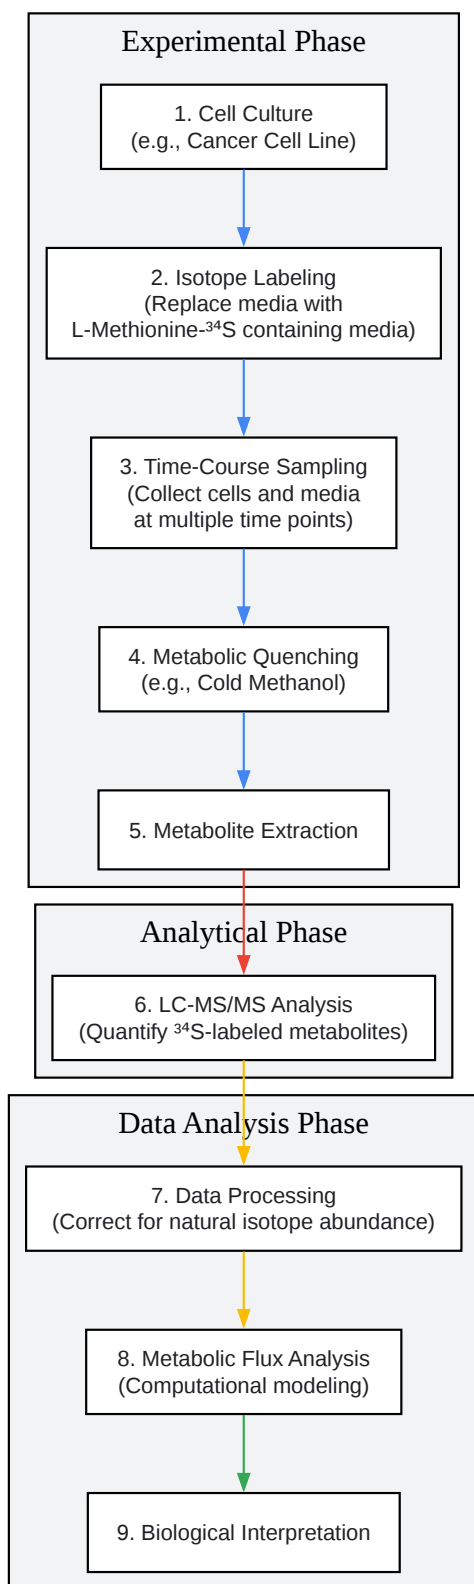 Experimental Phase
1. Cell Culture
(e.g., Cancer Cell Line)
2. Isotope Labeling
(Replace media with
L-Methionine-³⁴S containing media)
3. Time-Course Sampling
(Collect cells and media
at multiple time points)
4. Metabolic Quenching
(e.g., Cold Methanol)
5. Metabolite Extraction
Analytical Phase
6. LC-MS/MS Analysis
(Quantify ³⁴S-labeled metabolites)
Data Analysis Phase
7. Data Processing
(Correct for natural isotope abundance)
8. Metabolic Flux Analysis
(Computational modeling)
9. Biological Interpretation